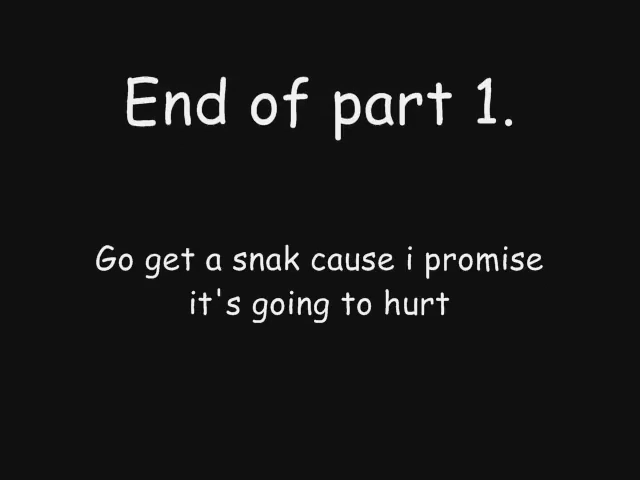 End of part 1.
Go get a snak cause i promise
it's going to hurt